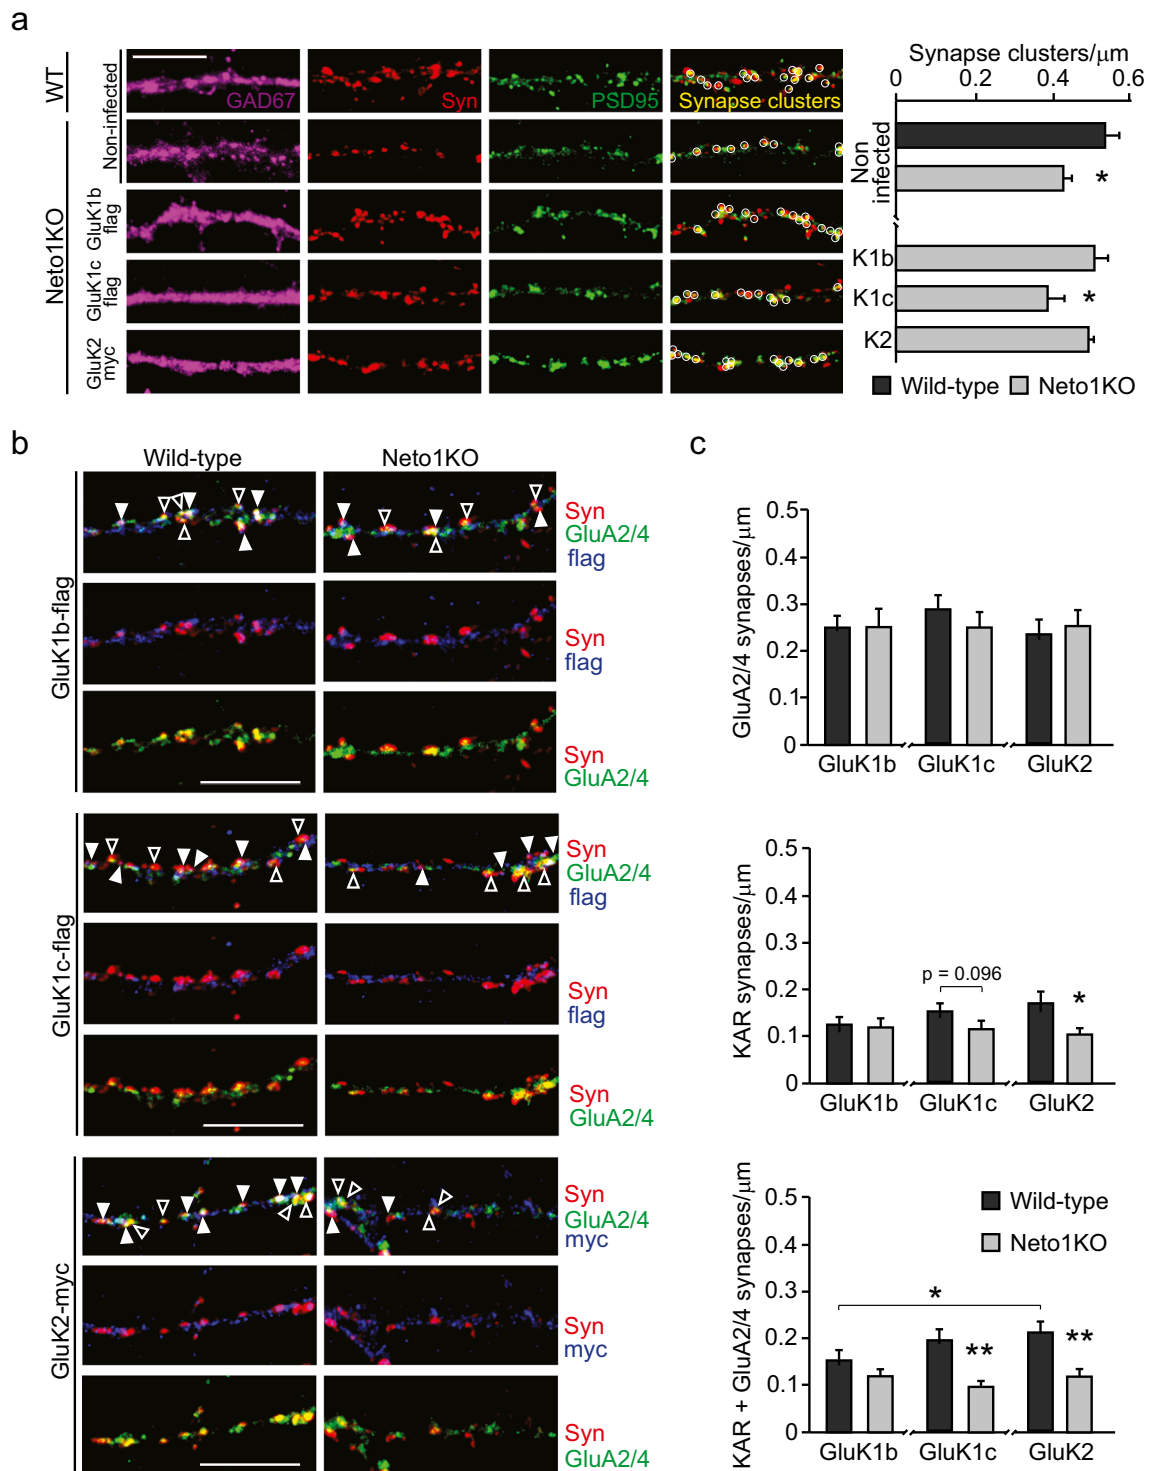 a
WT
Neto1KO
Non-infected
GluK1b
flag
GluK1c
flag
GluK2
myc
GAD67
Syn
PSD95
Synapse clusters
Synapse clusters/μm
0
0.2
0.4
0.6
Non
infected
*
K1b
K1c
*
K2
Wild-type
Neto1KO
b
Wild-type
Neto1KO
GluK1b-flag
Syn
GluA2/4
flag
Syn
flag
Syn
GluA2/4
GluK1c-flag
Syn
GluA2/4
flag
Syn
flag
Syn
GluA2/4
GluK2-myc
Syn
GluA2/4
myc
Syn
myc
Syn
GluA2/4
c
GluA2/4 synapses/μm
0.5
0.4
0.3
0.2
0.1
0
GluK1b
GluK1c
GluK2
KAR synapses/μm
0.5
0.4
0.3
0.2
0.1
0
p = 0.096
*
GluK1b
GluK1c
GluK2
KAR + GluA2/4 synapses/μm
0.5
0.4
0.3
0.2
0.1
0
Wild-type
Neto1KO
*
**
**
GluK1b
GluK1c
GluK2